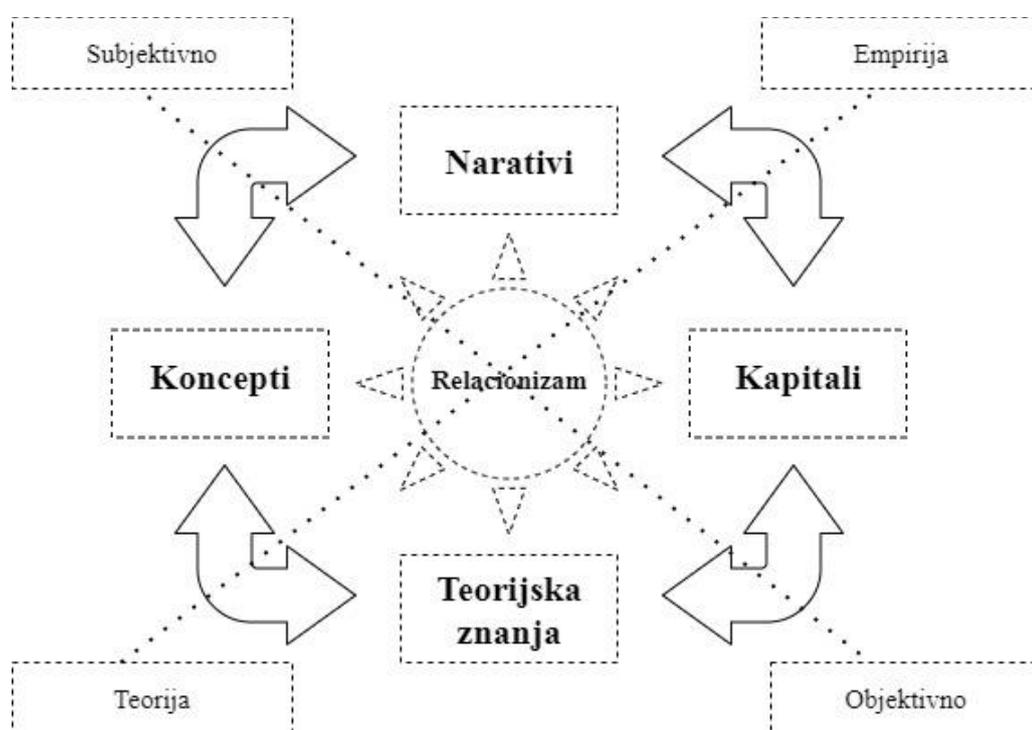 Subjektivno
Empirija
Narativi
Koncepti
Relacionizam
Kapitali
Teorijska
znanja
Teorija
Objektivno